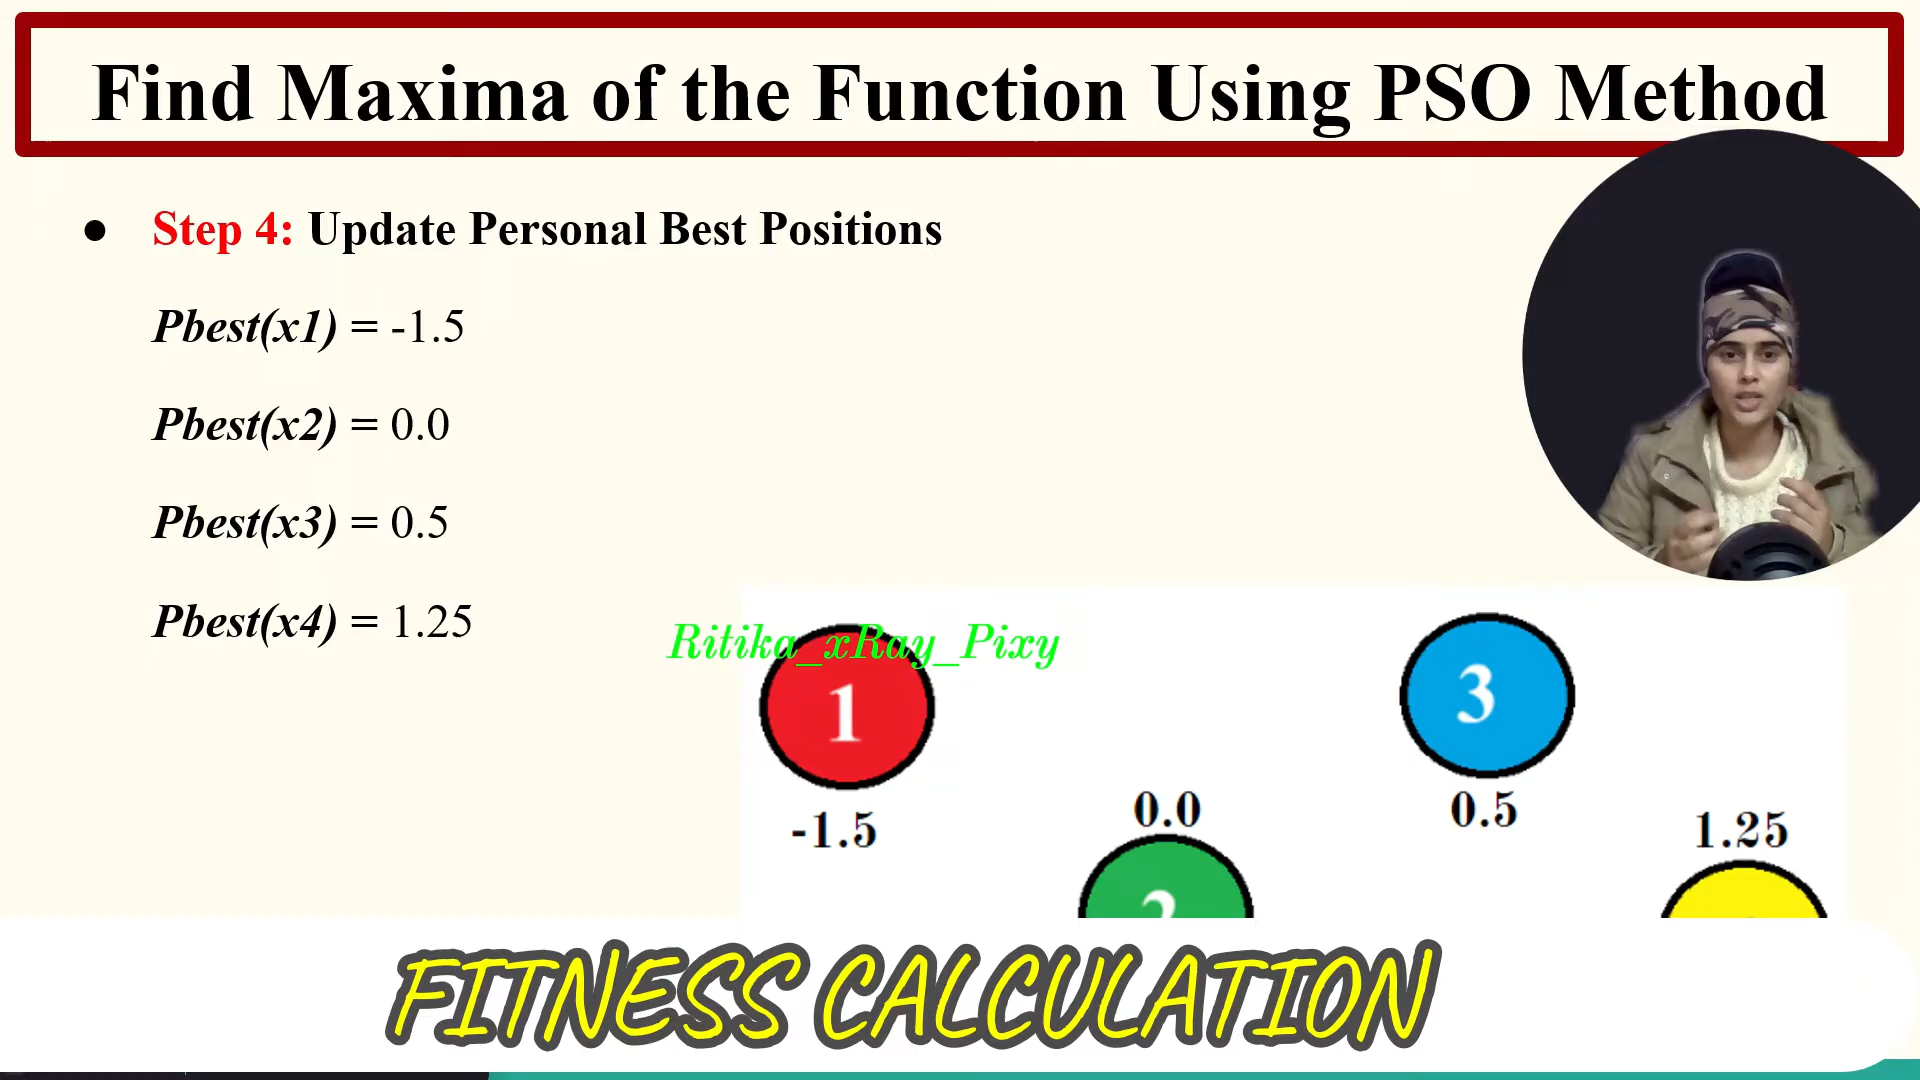 Find Maxima of the Function Using PSO Method
● Step 4: Update Personal Best Positions
Pbest(x1) = -1.5
Pbest(x2) = 0.0
Pbest(x3) = 0.5
Pbest(x4) = 1.25
Ritika_xRay_Pixy
1
3
-1.5
0.0
0.5
1.25
2
FITNESS CALCULATION